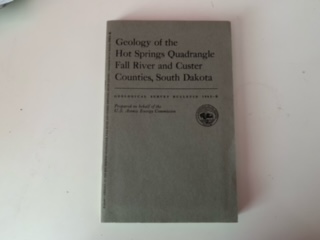 Geology of the
Hot Springs Quadrangle
Fall River and Custer
Counties, South Dakota
GEOLOGICAL SURVEY BULLETIN
Prepared on behalf of the
U.S. Atomic Energy Commission